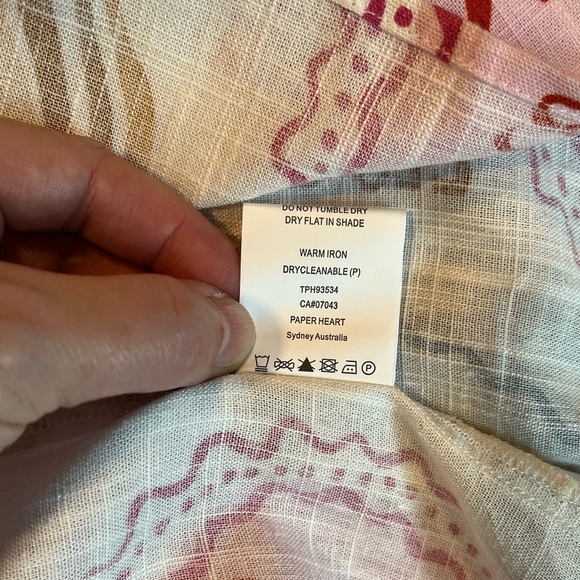 DO NOT TUMBLE DRY
DRY FLAT IN SHADE
WARM IRON
DRYCLEANABLE (P)
TPH93534
CA#07043
PAPER HEART
Sydney Australia
P